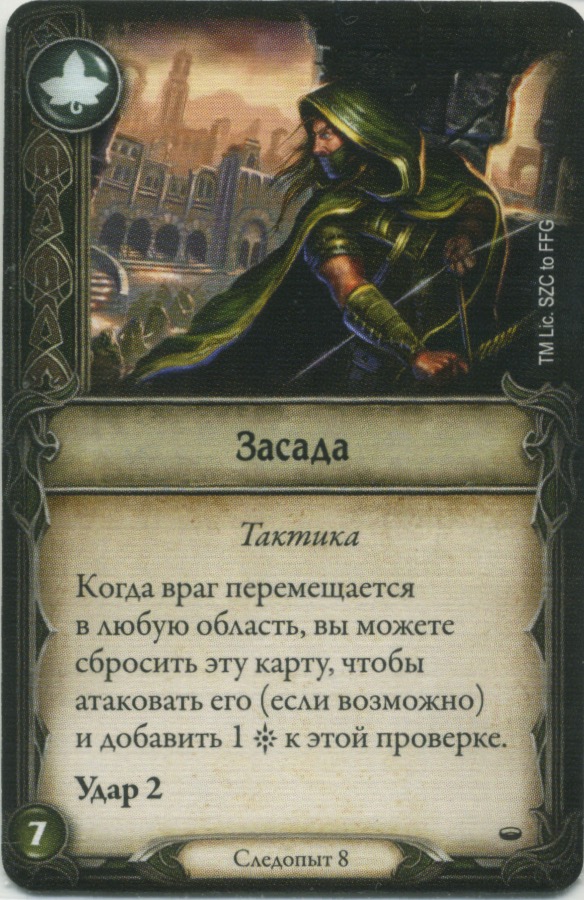 TM Lic. SZC to FFG
Засада
Тактика
Когда враг перемещается
в любую область, вы можете
сбросить эту карту, чтобы
атаковать его (если возможно)
и добавить 1 к этой проверке.
Удар 2
7
Следопыт 8